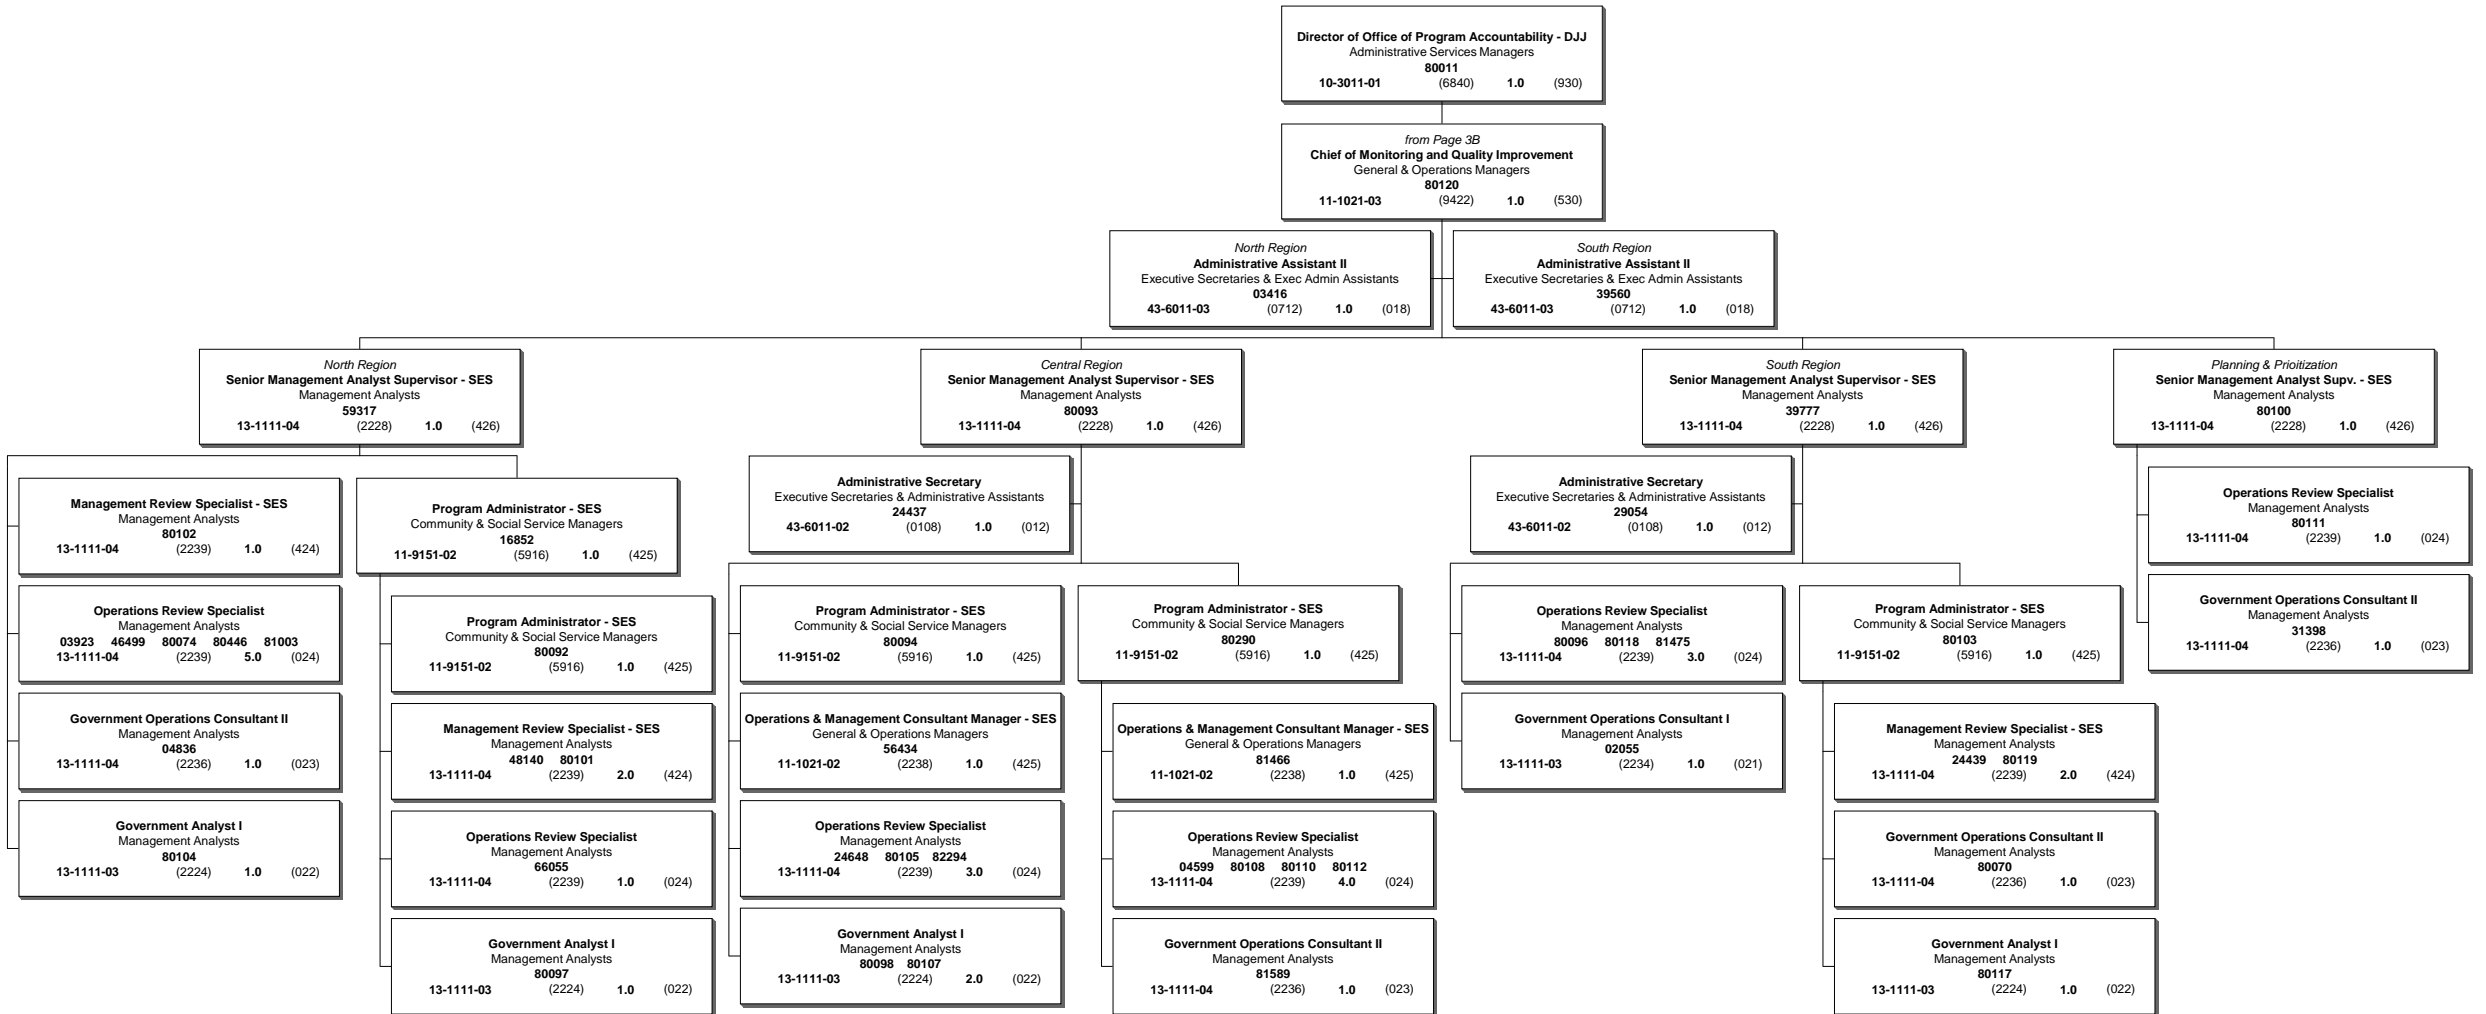 Director of Office of Program Accountability - DJJ
Administrative Services Managers
80011
10-3011-01 (6840) 1.0 (930)
from Page 3B
Chief of Monitoring and Quality Improvement
General & Operations Managers
80120
11-1021-03 (9422) 1.0 (530)
North Region
Administrative Assistant II
Executive Secretaries & Exec Admin Assistants
03416
43-6011-03 (0712) 1.0 (018)
South Region
Administrative Assistant II
Executive Secretaries & Exec Admin Assistants
39560
43-6011-03 (0712) 1.0 (018)
North Region
Senior Management Analyst Supervisor - SES
Management Analysts
59317
13-1111-04 (2228) 1.0 (426)
Central Region
Senior Management Analyst Supervisor - SES
Management Analysts
80093
13-1111-04 (2228) 1.0 (426)
South Region
Senior Management Analyst Supervisor - SES
Management Analysts
39777
13-1111-04 (2228) 1.0 (426)
Planning & Prioitization
Senior Management Analyst Supv. - SES
Management Analysts
80100
13-1111-04 (2228) 1.0 (426)
Management Review Specialist - SES
Management Analysts
80102
13-1111-04 (2239) 1.0 (424)
Operations Review Specialist
Management Analysts
03923 46499 80074 80446 81003
13-1111-04 (2239) 5.0 (024)
Government Operations Consultant II
Management Analysts
04836
13-1111-04 (2236) 1.0 (023)
Government Analyst I
Management Analysts
80104
13-1111-03 (2224) 1.0 (022)
Program Administrator - SES
Community & Social Service Managers
16852
11-9151-02 (5916) 1.0 (425)
Program Administrator - SES
Community & Social Service Managers
80092
11-9151-02 (5916) 1.0 (425)
Management Review Specialist - SES
Management Analysts
48140 80101
13-1111-04 (2239) 2.0 (424)
Operations Review Specialist
Management Analysts
66055
13-1111-04 (2239) 1.0 (024)
Government Analyst I
Management Analysts
80097
13-1111-03 (2224) 1.0 (022)
Administrative Secretary
Executive Secretaries & Administrative Assistants
24437
43-6011-02 (0108) 1.0 (012)
Program Administrator - SES
Community & Social Service Managers
80094
11-9151-02 (5916) 1.0 (425)
Operations & Management Consultant Manager - SES
General & Operations Managers
56434
11-1021-02 (2238) 1.0 (425)
Operations Review Specialist
Management Analysts
24648 80105 82294
13-1111-04 (2239) 3.0 (024)
Government Analyst I
Management Analysts
80098 80107
13-1111-03 (2224) 2.0 (022)
Program Administrator - SES
Community & Social Service Managers
80290
11-9151-02 (5916) 1.0 (425)
Operations & Management Consultant Manager - SES
General & Operations Managers
81466
11-1021-02 (2238) 1.0 (425)
Operations Review Specialist
Management Analysts
04599 80108 80110 80112
13-1111-04 (2239) 4.0 (024)
Government Operations Consultant II
Management Analysts
81589
13-1111-04 (2236) 1.0 (023)
Administrative Secretary
Executive Secretaries & Administrative Assistants
29054
43-6011-02 (0108) 1.0 (012)
Operations Review Specialist
Management Analysts
80096 80118 81475
13-1111-04 (2239) 3.0 (024)
Government Operations Consultant I
Management Analysts
02055
13-1111-03 (2234) 1.0 (021)
Program Administrator - SES
Community & Social Service Managers
80103
11-9151-02 (5916) 1.0 (425)
Management Review Specialist - SES
Management Analysts
24439 80119
13-1111-04 (2239) 2.0 (424)
Government Operations Consultant II
Management Analysts
80070
13-1111-04 (2236) 1.0 (023)
Government Analyst I
Management Analysts
80117
13-1111-03 (2224) 1.0 (022)
Operations Review Specialist
Management Analysts
80111
13-1111-04 (2239) 1.0 (024)
Government Operations Consultant II
Management Analysts
31398
13-1111-04 (2236) 1.0 (023)